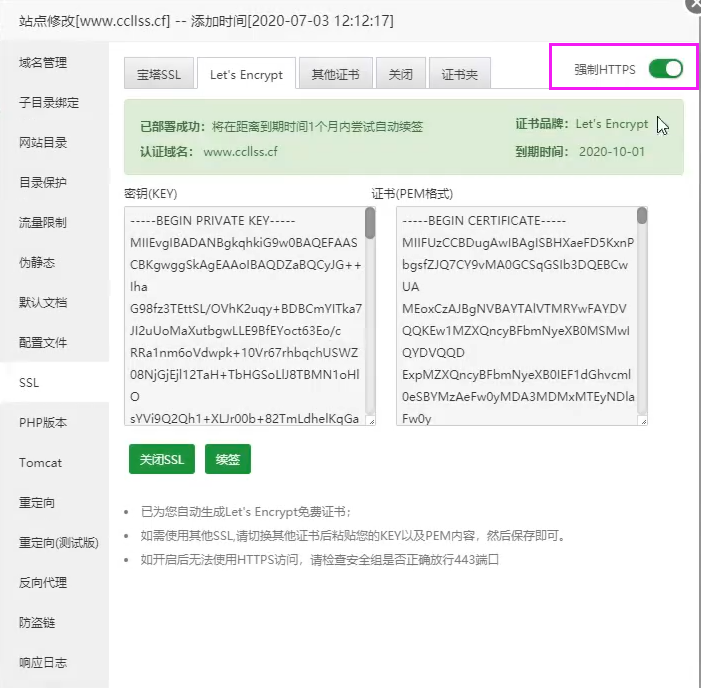 站点修改[www.ccllss.cf] -- 添加时间[2020-07-03 12:12:17]
域名管理
子目录绑定
网站目录
目录保护
流量限制
伪静态
默认文档
配置文件
SSL
PHP版本
Tomcat
重定向
重定向(测试版)
反向代理
防盗链
响应日志
宝塔SSL
Let's Encrypt
其他证书
关闭
证书夹
强制HTTPS
已部署成功：将在距离到期时间1个月内尝试自动续签
证书品牌：Let's Encrypt
认证域名： www.ccllss.cf
到期时间： 2020-10-01
密钥(KEY)
-----BEGIN PRIVATE KEY-----
MIIEvgIBADANBgkqhkiG9w0BAQEFAAS
CBKgwggSkAgEAAoIBAQDZaBQCyJG++
Iha
G98fz3TEttSL/OVhK2uqy+BDBCmYITka7
JI2uUoMaXutbgwLLE9BfEYoct63Eo/c
RRa1nm6oVdwpk+10Vr67rhbqchUSWZ
08NjGjEjl12TaH+TbHGSoLlJ8TBMN1oHl
O
sYVi9Q2Qh1+XLJr00b+82TmLdhelKqGa
证书(PEM格式)
-----BEGIN CERTIFICATE-----
MIIFUzCCBDugAwIBAgISBHXaeFD5KxnP
bgsfZJQ7CY9vMA0GCSqGSIb3DQEBCw
UA
MEoxCzAJBgNVBAYTAlVTMRYwFAYDV
QQKEw1MZXQncyBFbmNyeXB0MSMwI
QYDVQQD
ExpMZXQncyBFbmNyeXB0IEF1dGhvcml
0eSBYMzAeFw0yMDA3MDMxMTEyNDla
Fw0y
关闭SSL
续签
已为您自动生成Let's Encrypt免费证书；
如需使用其他SSL,请切换其他证书后粘贴您的KEY以及PEM内容，然后保存即可。
如开启后无法使用HTTPS访问，请检查安全组是否正确放行443端口